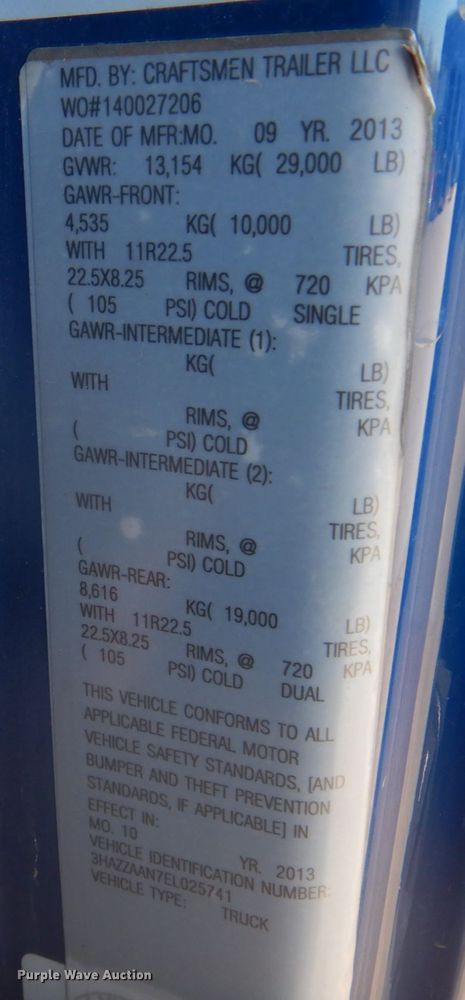 MFD. BY: CRAFTSMEN TRAILER LLC
WO#140027206
DATE OF MFR:MO. 09 YR. 2013
GVWR: 13,154 KG( 29,000 LB)
GAWR-FRONT:
4,535 KG( 10,000 LB)
WITH 11R22.5 TIRES,
22.5X8.25 RIMS, @ 720 KPA
( 105 PSI) COLD SINGLE
GAWR-INTERMEDIATE (1):
KG( LB)
WITH TIRES,
RIMS, @ KPA
( PSI) COLD
GAWR-INTERMEDIATE (2):
KG( LB)
WITH TIRES,
RIMS, @ KPA
( PSI) COLD
GAWR-REAR:
8,616 KG( 19,000 LB)
WITH 11R22.5 TIRES,
22.5X8.25 RIMS, @ 720 KPA
( 105 PSI) COLD DUAL
THIS VEHICLE CONFORMS TO ALL
APPLICABLE FEDERAL MOTOR
VEHICLE SAFETY STANDARDS, [AND
BUMPER AND THEFT PREVENTION
STANDARDS, IF APPLICABLE] IN
EFFECT IN:
MO. 10 YR. 2013
VEHICLE IDENTIFICATION NUMBER:
3HAZZAAN7EL025741
VEHICLE TYPE: TRUCK
Purple Wave Auction